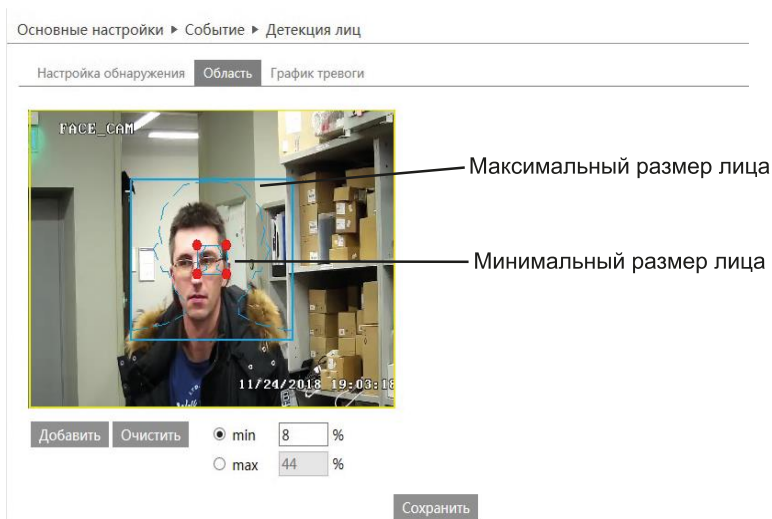 Основные настройки ▶ Событие ▶ Детекция лиц
Настройка обнаружения Область График тревоги
FACE_CAM
Максимальный размер лица
Минимальный размер лица
11/24/2018 19:03:18
Добавить Очистить min 8 %
max 44 %
Сохранить